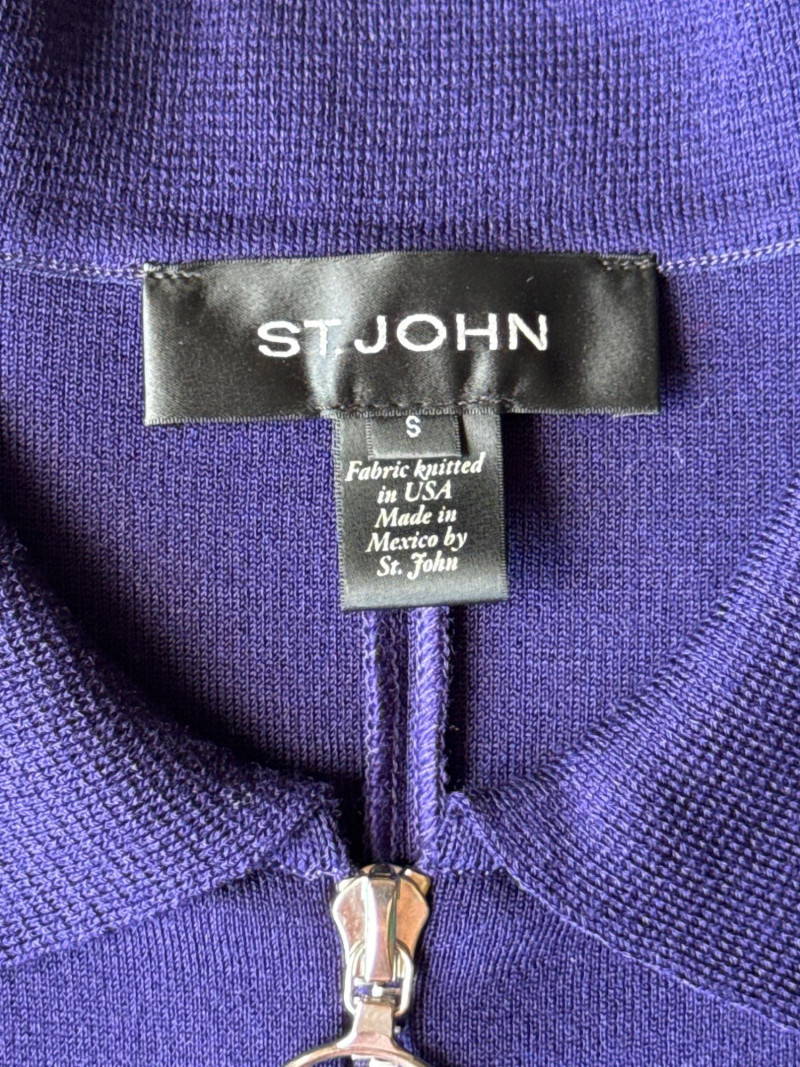 ST. JOHN
S
Fabric knitted
in USA
Made in
Mexico by
St. John